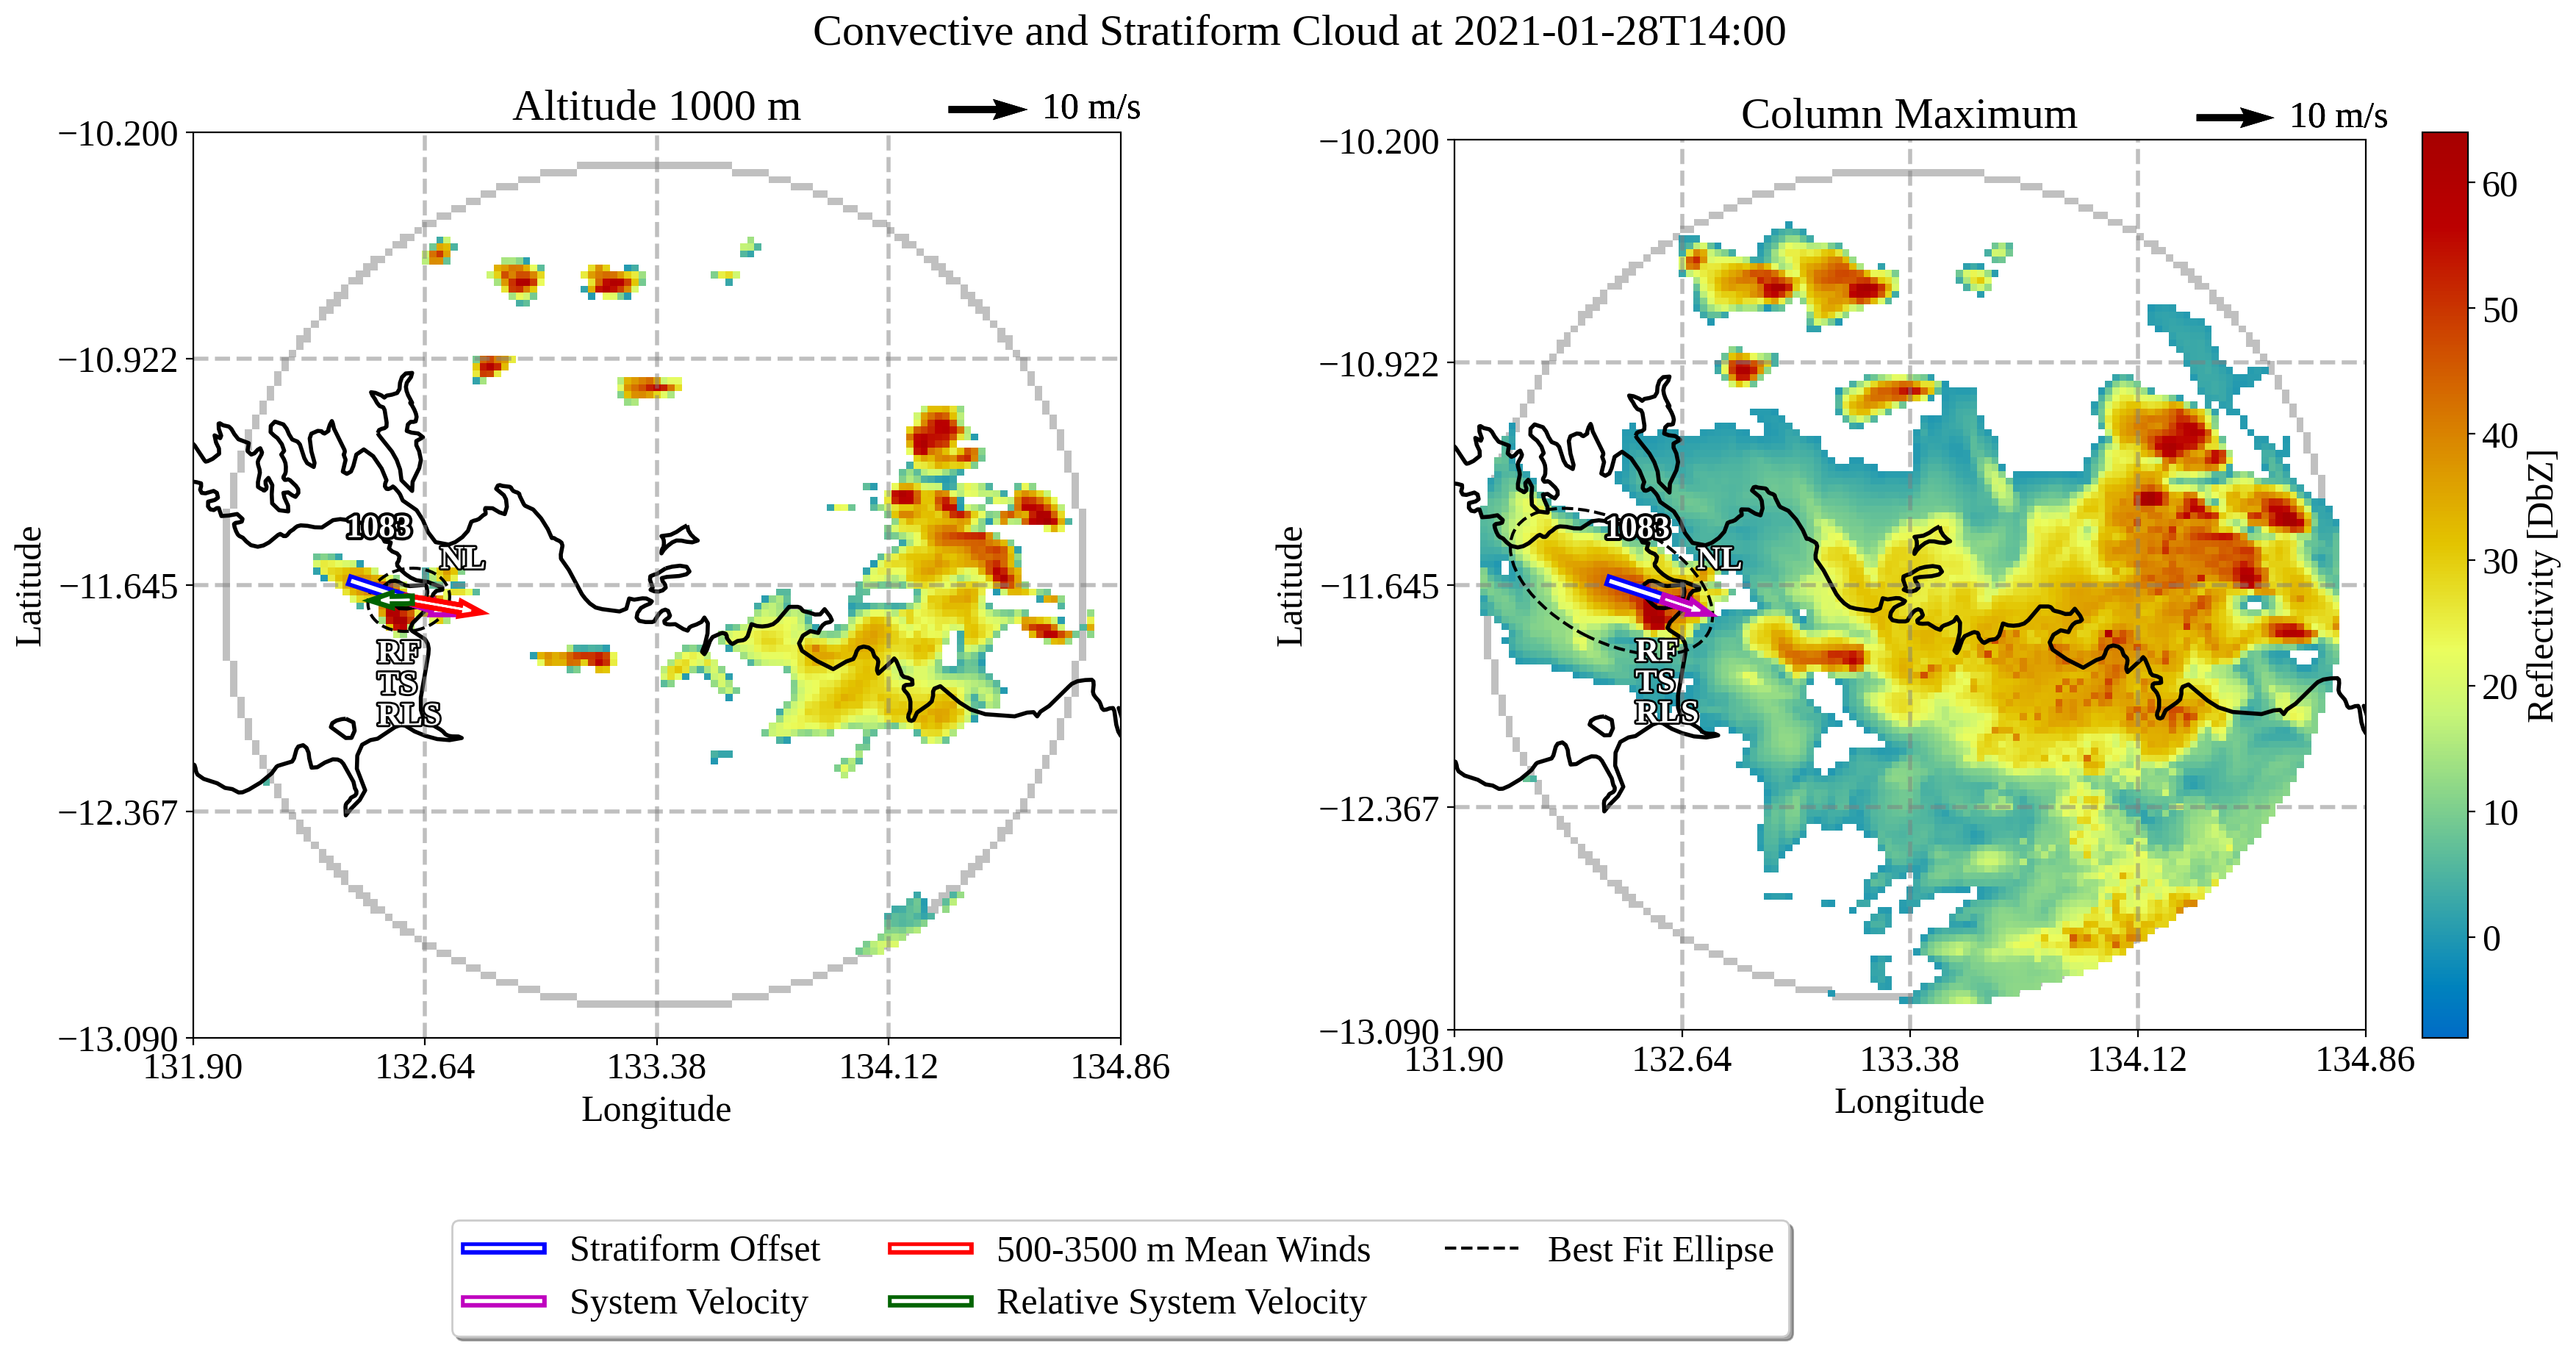 Convective and Stratiform Cloud at 2021-01-28T14:00
Altitude 1000 m
10 m/s
−10.200
−10.922
−11.645
−12.367
−13.090
Latitude
1083
NL
RF
TS
RLS
131.90 132.64 133.38 134.12 134.86
Longitude
Column Maximum
10 m/s
−10.200
−10.922
−11.645
−12.367
−13.090
Latitude
1083
NL
RF
TS
RLS
131.90 132.64 133.38 134.12 134.86
Longitude
60
50
40
30
20
10
0
Reflectivity [DbZ]
Stratiform Offset 500-3500 m Mean Winds Best Fit Ellipse
System Velocity Relative System Velocity